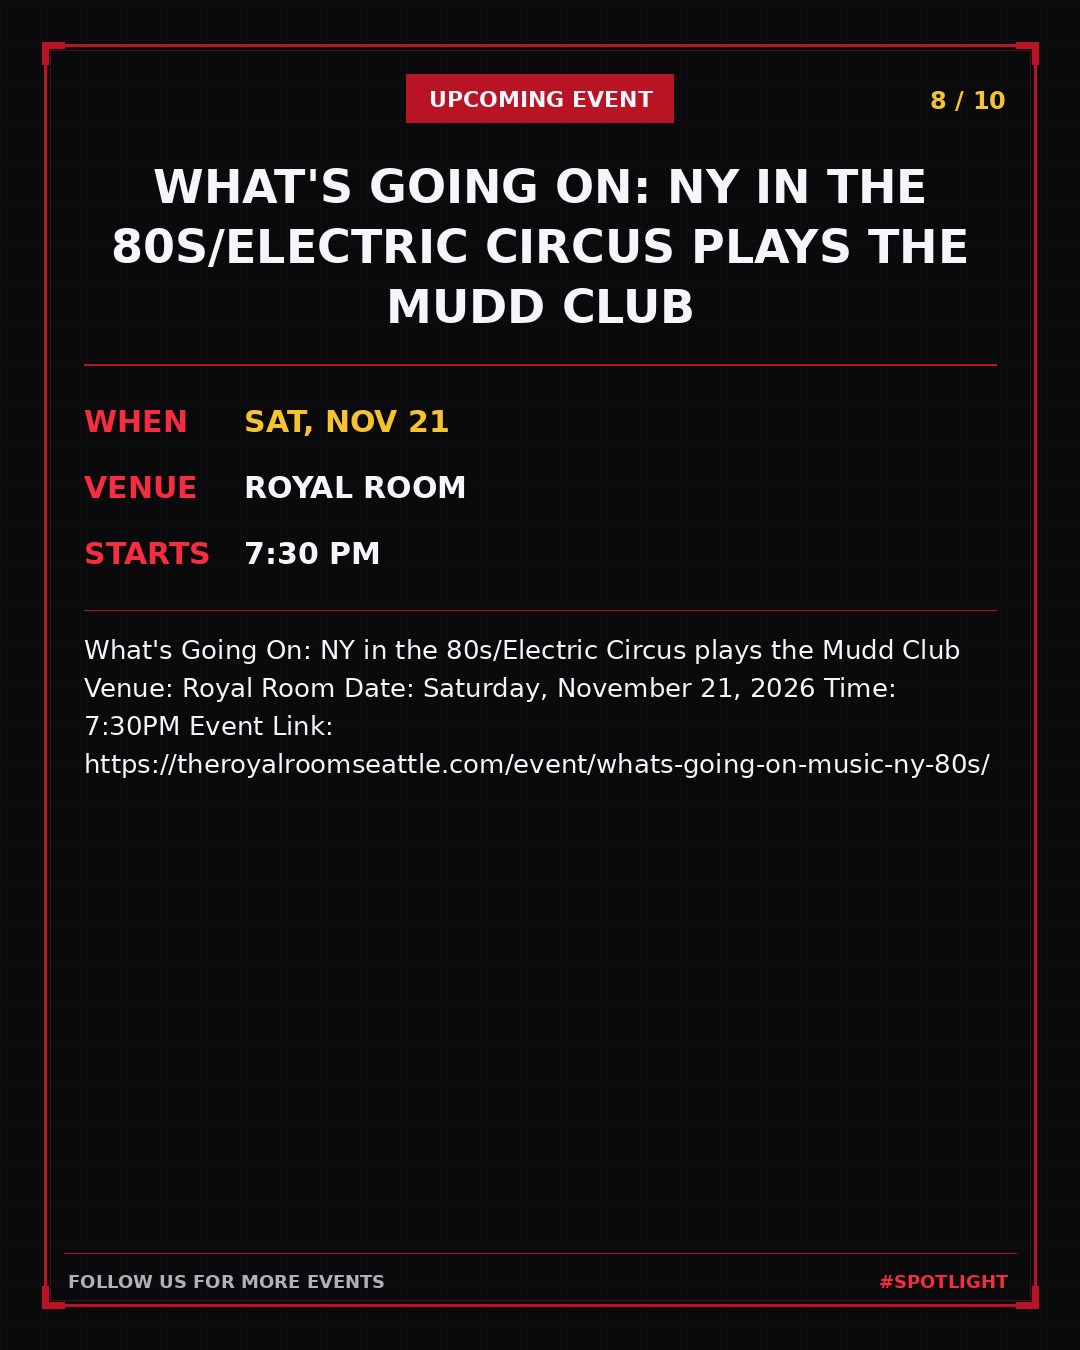 UPCOMING EVENT
8 / 10
WHAT'S GOING ON: NY IN THE
80S/ELECTRIC CIRCUS PLAYS THE
MUDD CLUB
WHEN SAT, NOV 21
VENUE ROYAL ROOM
STARTS 7:30 PM
What's Going On: NY in the 80s/Electric Circus plays the Mudd Club
Venue: Royal Room Date: Saturday, November 21, 2026 Time:
7:30PM Event Link:
https://theroyalroomseattle.com/event/whats-going-on-music-ny-80s/
FOLLOW US FOR MORE EVENTS
#SPOTLIGHT